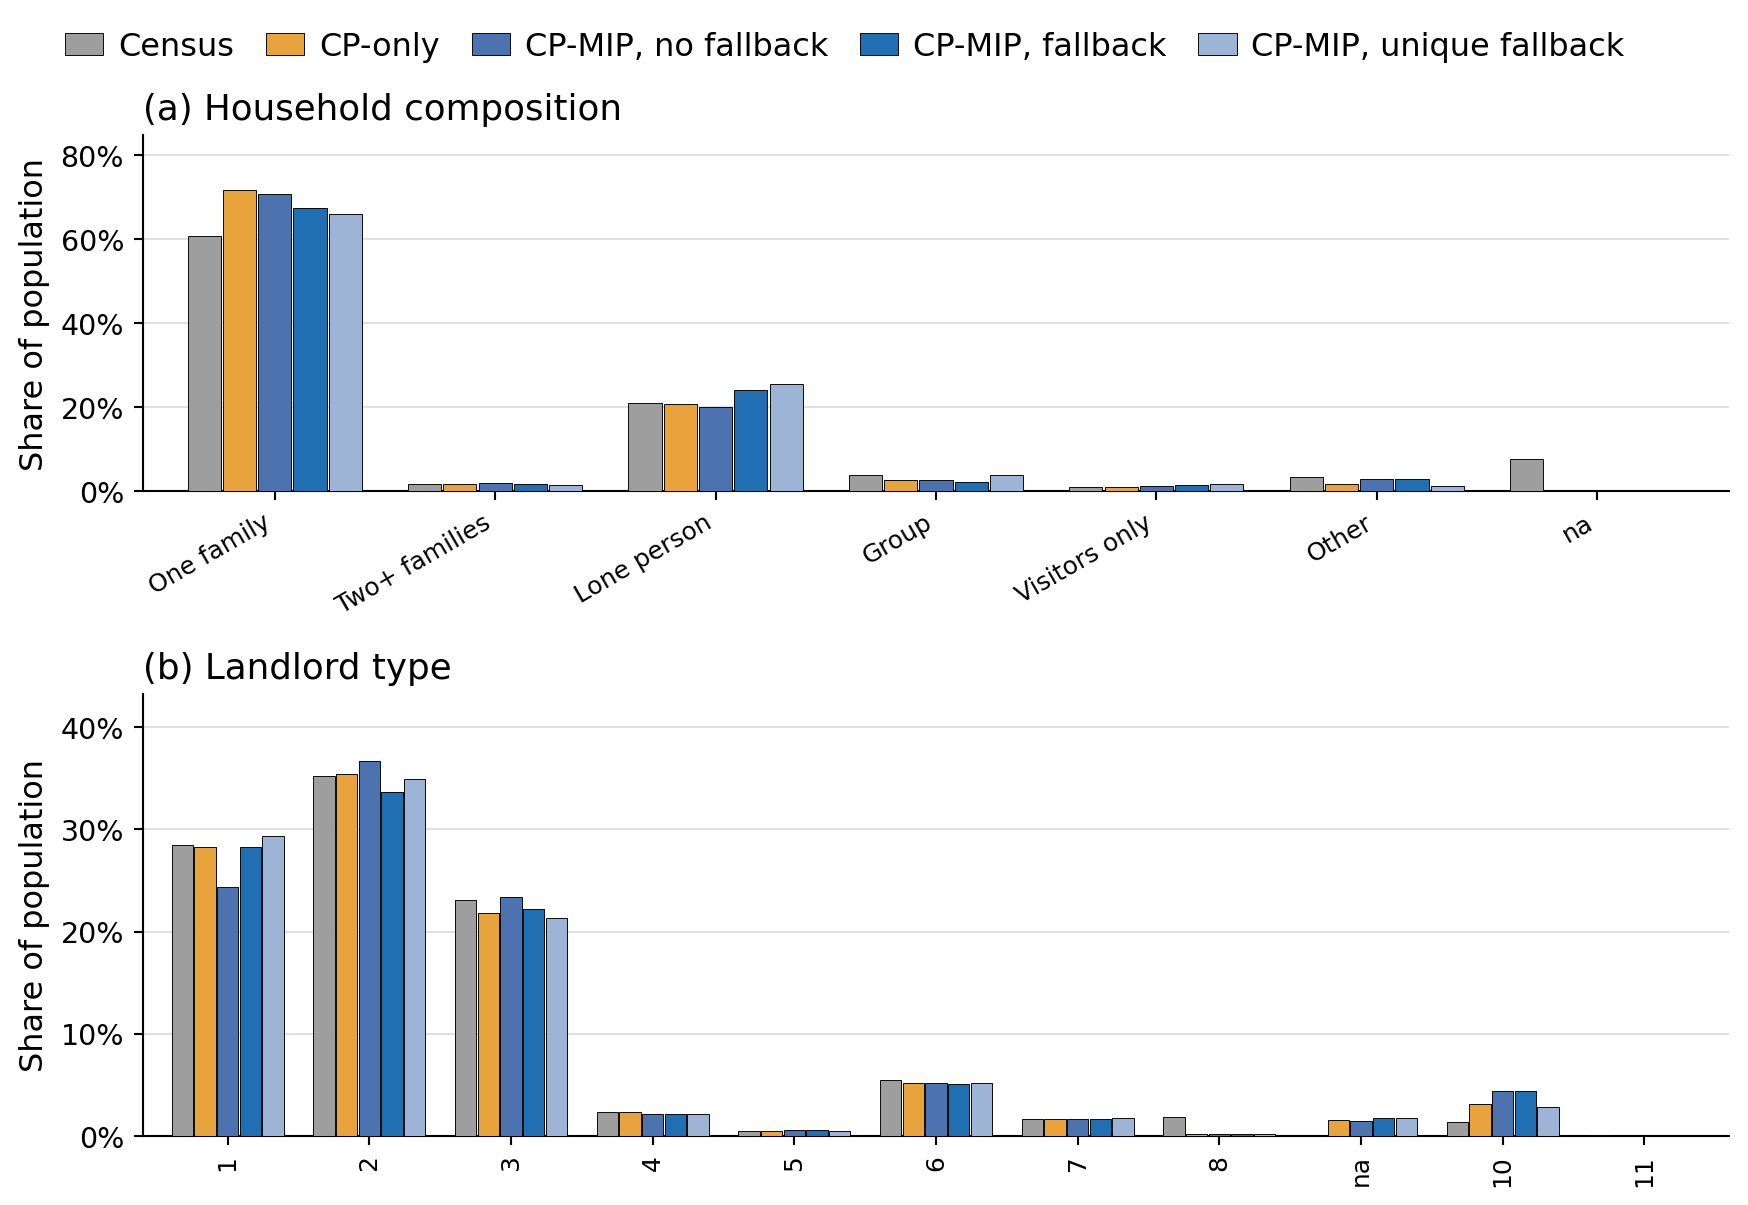 Census CP-only CP-MIP, no fallback CP-MIP, fallback CP-MIP, unique fallback
(a) Household composition
Share of population
80%
60%
40%
20%
0%
One family Two+ families Lone person Group Visitors only Other na
(b) Landlord type
Share of population
40%
30%
20%
10%
0%
1 2 3 4 5 6 7 8 na 10 11